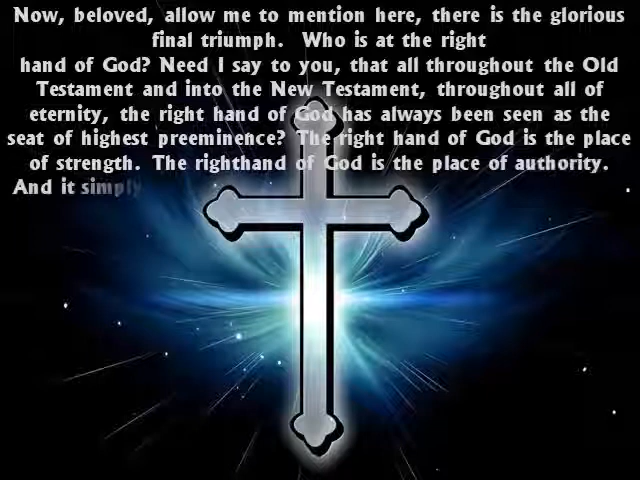 Now, beloved, allow me to mention here, there is the glorious
final triumph. Who is at the right
hand of God? Need I say to you, that all throughout the Old
Testament and into the New Testament, throughout all of
eternity, the right hand of God has always been seen as the
seat of highest preeminence? The right hand of God is the place
of strength. The righthand of God is the place of authority.
And it simply